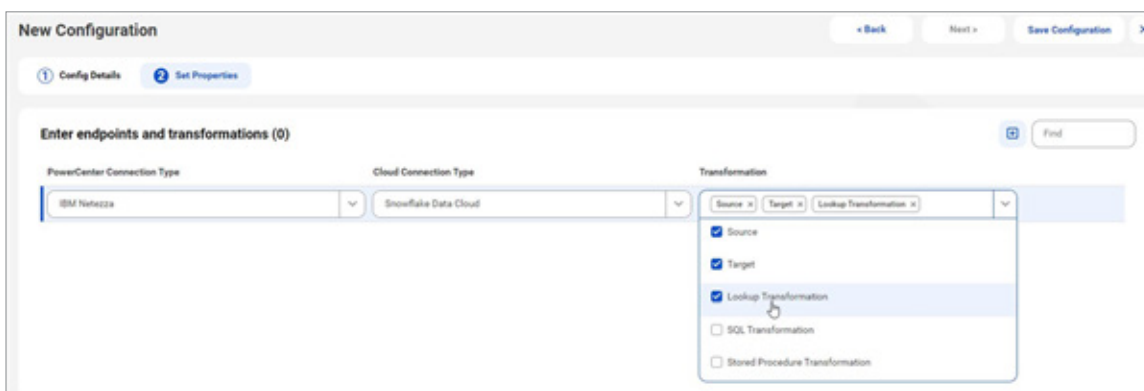 New Configuration
« Back Next » Save Configuration
1 Config Details 2 Set Properties
Enter endpoints and transformations (0)
Find
PowerCenter Connection Type Cloud Connection Type Transformation
IBM Netezza Snowflake Data Cloud Source × Target × Lookup Transformation ×
Source
Target
Lookup Transformation
SQL Transformation
Stored Procedure Transformation